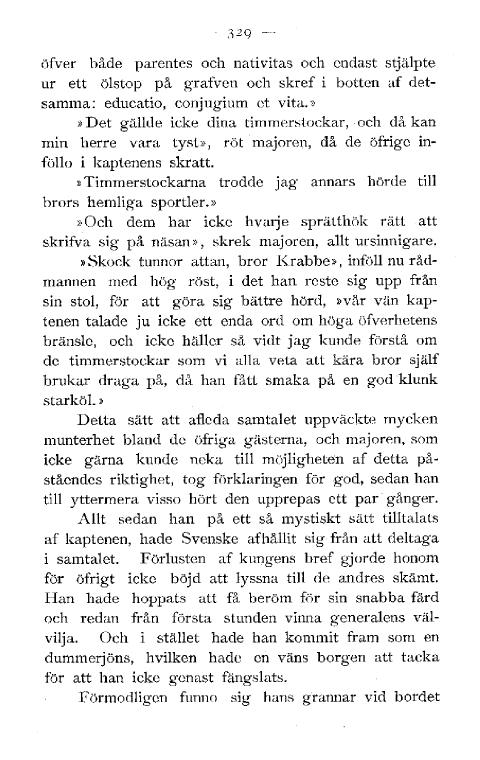 329 —
öfver både parentes och nativitas och endast stjälpte
ur ett ölstop på grafven och skref i botten af det-
samma: educatio, conjugium et vita.»
»Det gällde icke dina timmerstockar, och då kan
min herre vara tyst», röt majoren, då de öfrige in-
föllo i kaptenens skratt.
»Timmerstockarna trodde jag annars hörde till
brors hemliga sportler.»
»Och dem har icke hvarje sprätthök rätt att
skrifva sig på näsan», skrek majoren, allt ursinnigare.
»Skock tunnor attan, bror Krabbe», inföll nu råd-
mannen med hög röst, i det han reste sig upp från
sin stol, för att göra sig bättre hörd, »vår vän kap-
tenen talade ju icke ett enda ord om höga öfverhetens
bränsle, och icke häller så vidt jag kunde förstå om
de timmerstockar som vi alla veta att kära bror själf
brukar draga på, då han fått smaka på en god klunk
starköl.»
Detta sätt att afleda samtalet uppväckte mycken
munterhet bland de öfriga gästerna, och majoren, som
icke gärna kunde neka till möjligheten af detta på-
ståendes riktighet, tog förklaringen för god, sedan han
till yttermera visso hört den upprepas ett par gånger.
Allt sedan han på ett så mystiskt sätt tilltalats
af kaptenen, hade Svenske afhållit sig från att deltaga
i samtalet. Förlusten af kungens bref gjorde honom
för öfrigt icke böjd att lyssna till de andres skämt.
Han hade hoppats att få beröm för sin snabba färd
och redan från första stunden vinna generalens väl-
vilja. Och i stället hade han kommit fram som en
dummerjöns, hvilken hade en väns borgen att tacka
för att han icke genast fängslats.
Förmodligen funno sig hans grannar vid bordet